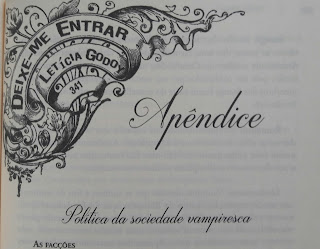 DEIXE-ME ENTRAR
LETÍCIA GODOY
341
Apêndice
Política da sociedade vampiresca
AS FACÇÕES